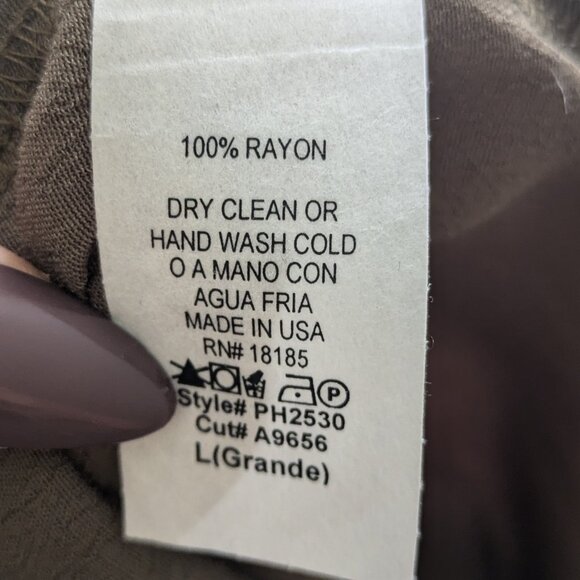 100% RAYON
DRY CLEAN OR
HAND WASH COLD
O A MANO CON
AGUA FRIA
MADE IN USA
RN# 18185
P
Style# PH2530
Cut# A9656
L(Grande)